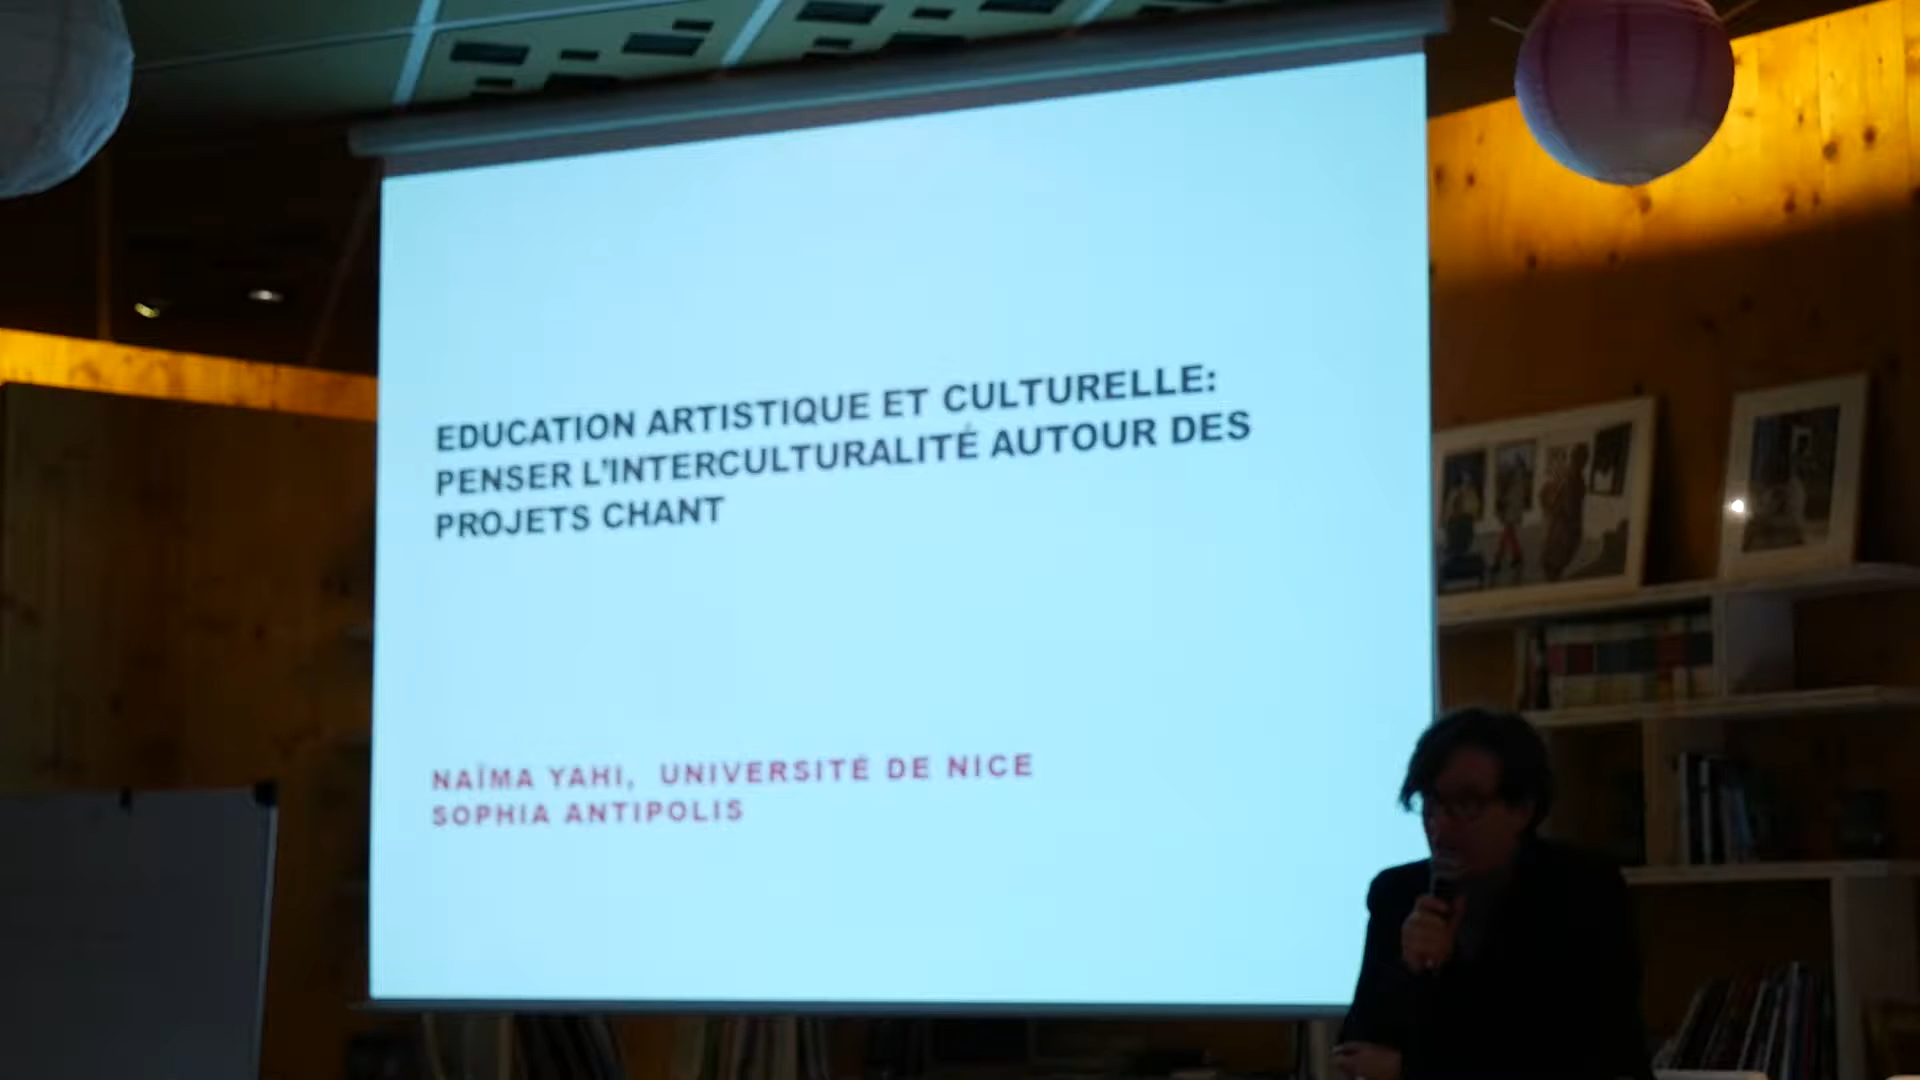 EDUCATION ARTISTIQUE ET CULTURELLE:
PENSER L'INTERCULTURALITÉ AUTOUR DES
PROJETS CHANT
NAÏMA YAHI, UNIVERSITÉ DE NICE
SOPHIA ANTIPOLIS